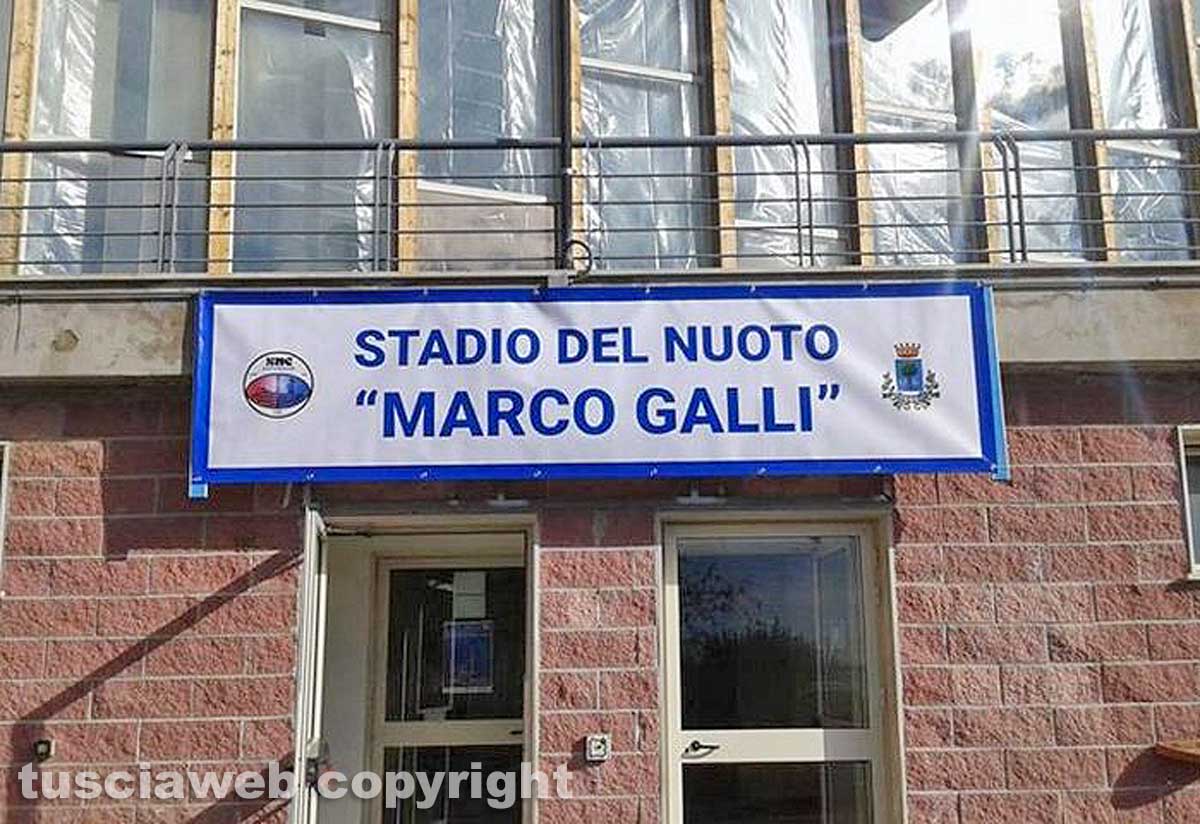 STADIO DEL NUOTO
“MARCO GALLI”
tusciaweb copyright